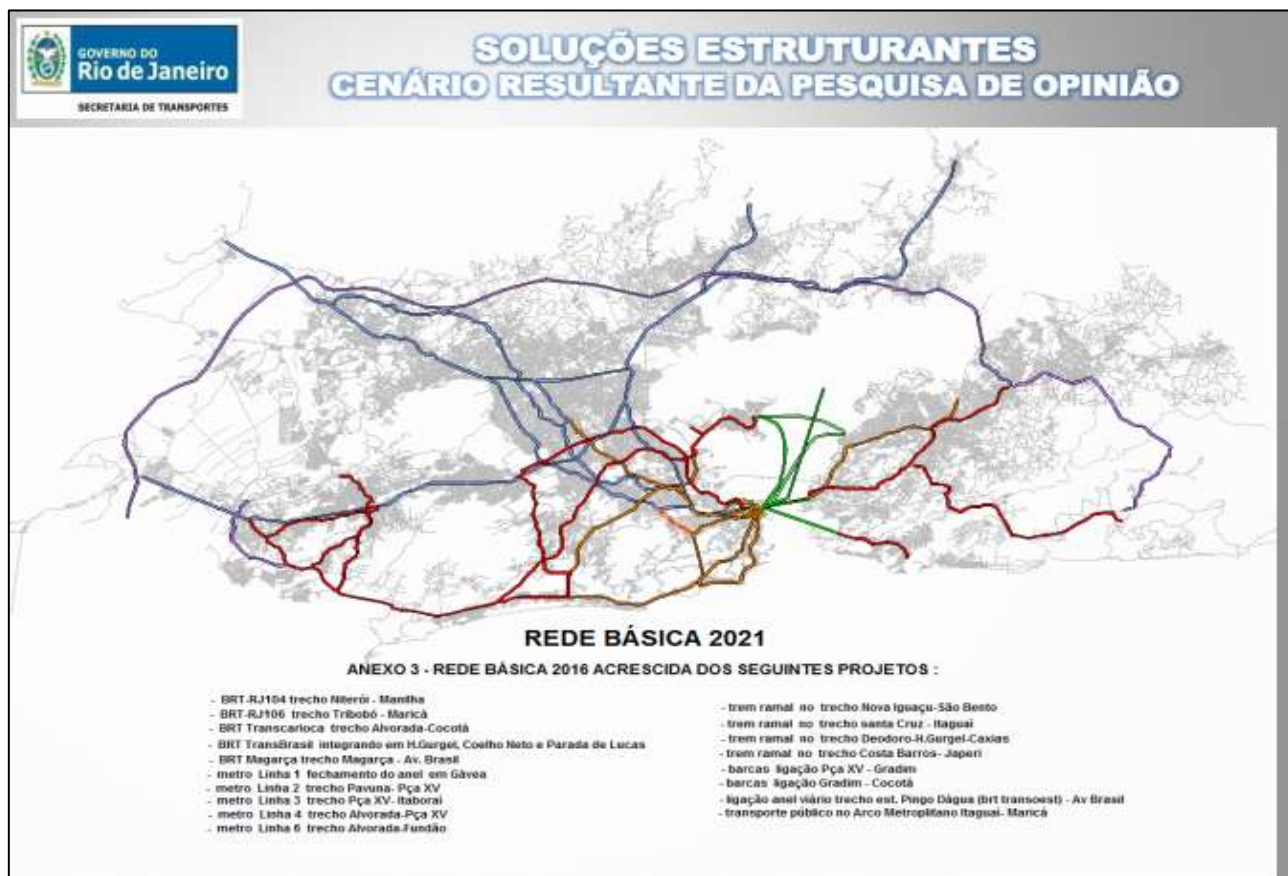 GOVERNO DO
Rio de Janeiro
SECRETARIA DE TRANSPORTES
SOLUÇÕES ESTRUTURANTES
CENÁRIO RESULTANTE DA PESQUISA DE OPINIÃO
REDE BÁSICA 2021
ANEXO 3 - REDE BÁSICA 2016 ACRESCIDA DOS SEGUINTES PROJETOS :
- BRT-RJ104 trecho Niterói - Manilha
- BRT-RJ106 trecho Tribobó - Maricá
- BRT Transcarioca trecho Alvorada-Cocotá
- BRT TransBrasil integrando em H.Gurgel, Coelho Neto e Parada de Lucas
- BRT Magarça trecho Magarça - Av. Brasil
- metro Linha 1 fechamento do anel em Gávea
- metro Linha 2 trecho Pavuna- Pça XV
- metro Linha 3 trecho Pça XV- Itaboraí
- metro Linha 4 trecho Alvorada-Pça XV
- metro Linha 6 trecho Alvorada-Fundão
- trem ramal no trecho Nova Iguaçu-São Bento
- trem ramal no trecho santa Cruz - Itaguaí
- trem ramal no trecho Deodoro-H.Gurgel-Caxias
- trem ramal no trecho Costa Barros- Japeri
- barcas ligação Pça XV - Gradim
- barcas ligação Gradim - Cocotá
- ligação anel viário trecho est. Pingo Dàgua (brt transoest) - Av Brasil
- transporte público no Arco Metroplitano Itaguaí- Maricá